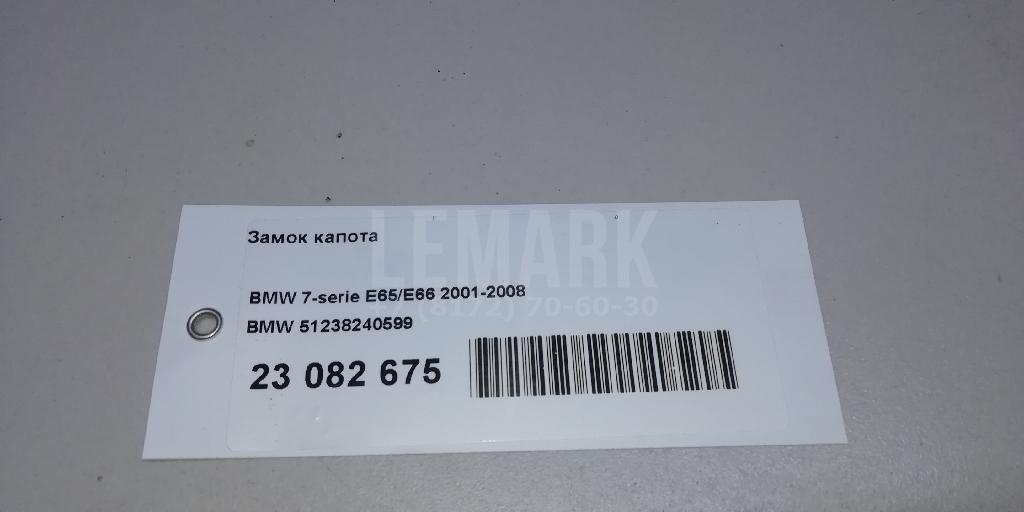 Замок капота
LEMARK
BMW 7-serie E65/E66 2001-2008
(8172) 70-60-30
BMW 51238240599
23 082 675